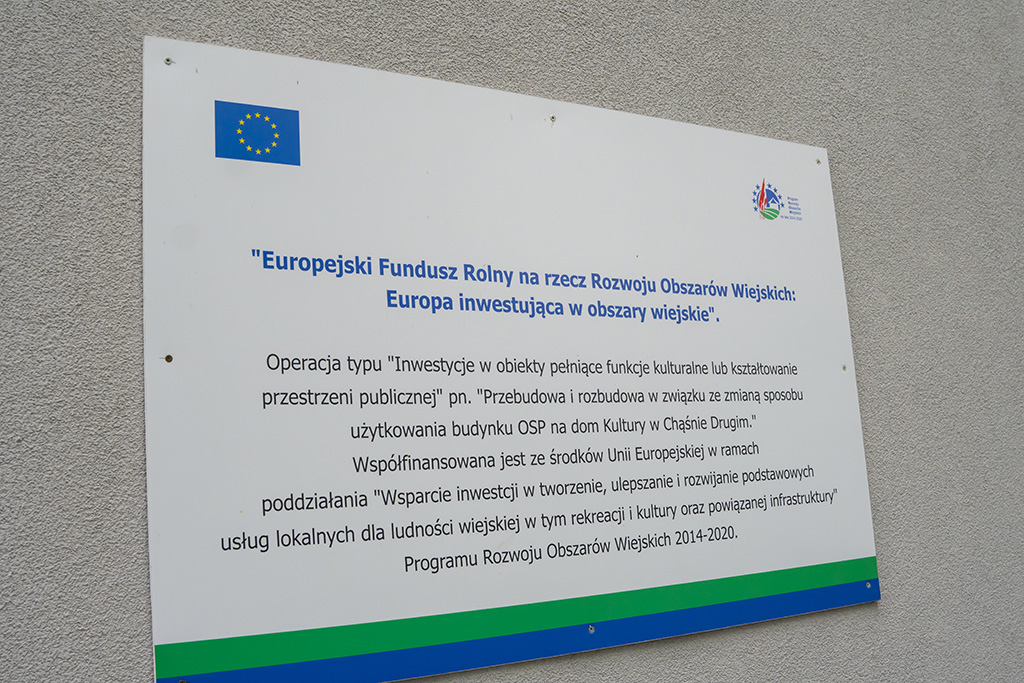 "Europejski Fundusz Rolny na rzecz Rozwoju Obszarów Wiejskich:
Europa inwestująca w obszary wiejskie".
Operacja typu "Inwestycje w obiekty pełniące funkcje kulturalne lub kształtowanie
przestrzeni publicznej" pn. "Przebudowa i rozbudowa w związku ze zmianą sposobu
użytkowania budynku OSP na dom Kultury w Chąśnie Drugim."
Współfinansowana jest ze środków Unii Europejskiej w ramach
poddziałania "Wsparcie inwestcji w tworzenie, ulepszanie i rozwijanie podstawowych
usług lokalnych dla ludności wiejskiej w tym rekreacji i kultury oraz powiązanej infrastruktury"
Programu Rozwoju Obszarów Wiejskich 2014-2020.